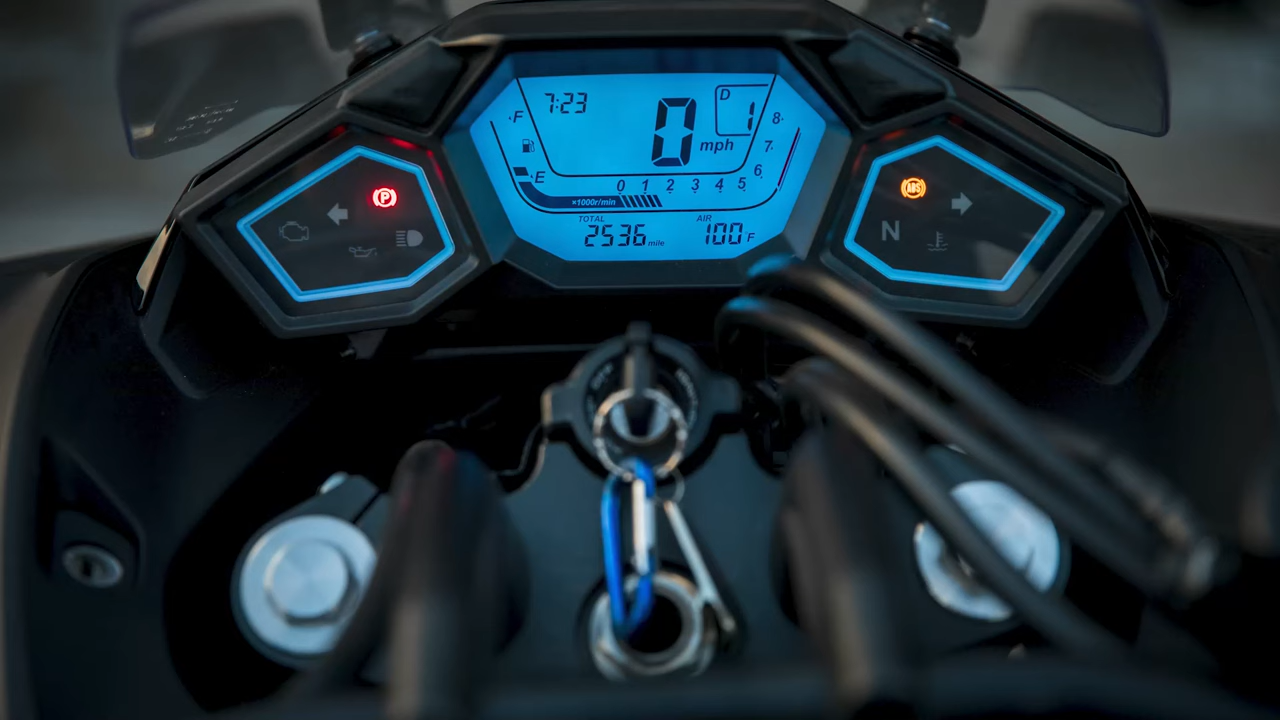 7:23
0 mph
D
1
F
E
0 1 2 3 4 5 6 7 8
×1000r/min
TOTAL
2536 mile
AIR
100 F
P
ABS
N